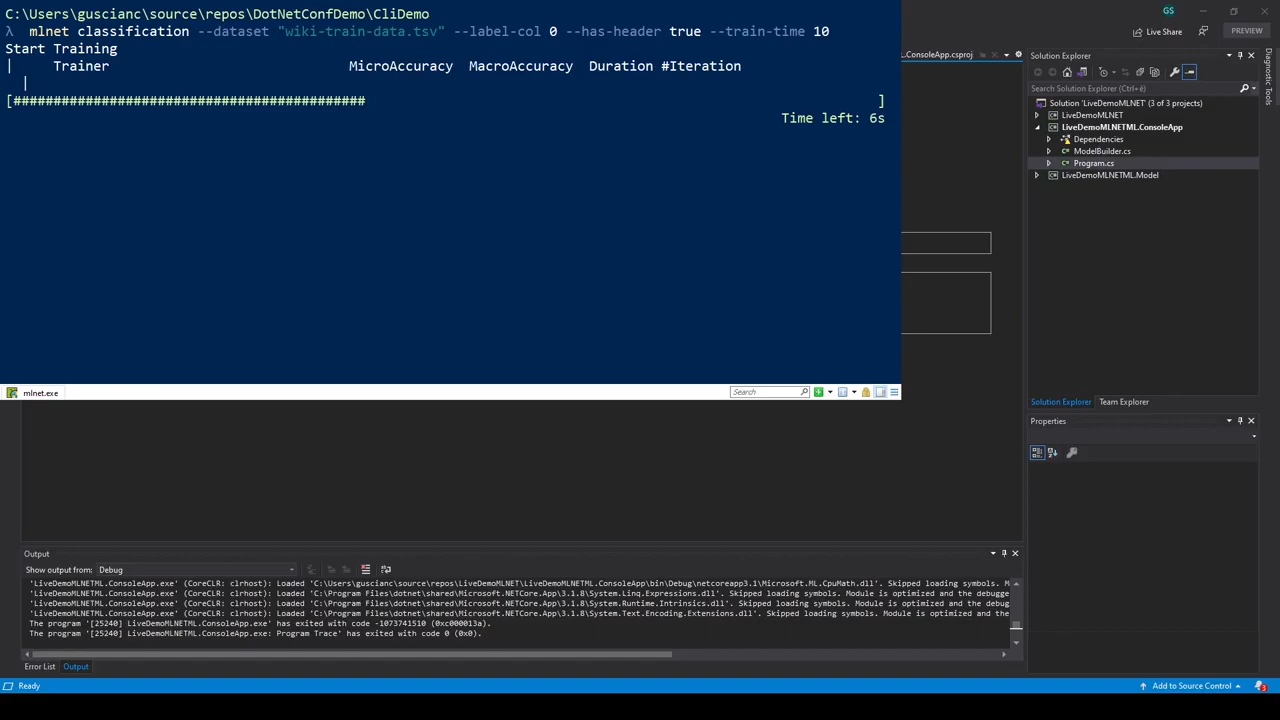 C:\Users\guscianc\source\repos\DotNetConfDemo\CliDemo
λ mlnet classification --dataset "wiki-train-data.tsv" --label-col 0 --has-header true --train-time 10
Start Training
| Trainer MicroAccuracy MacroAccuracy Duration #Iteration
|
[############################################ ]
Time left: 6s
mlnet.exe
Search
GS
Live Share
PREVIEW
L.ConsoleApp.csproj
Solution Explorer
Search Solution Explorer (Ctrl+é)
Solution 'LiveDemoMLNET' (3 of 3 projects)
LiveDemoMLNET
LiveDemoMLNETML.ConsoleApp
Dependencies
ModelBuilder.cs
Program.cs
LiveDemoMLNETML.Model
Diagnostic Tools
Solution Explorer Team Explorer
Properties
Output
Show output from: Debug
'LiveDemoMLNETML.ConsoleApp.exe' (CoreCLR: clrhost): Loaded 'C:\Users\guscianc\source\repos\LiveDemoMLNET\LiveDemoMLNETML.ConsoleApp\bin\Debug\netcoreapp3.1\Microsoft.ML.CpuMath.dll'. Skipped loading symbols. M
'LiveDemoMLNETML.ConsoleApp.exe' (CoreCLR: clrhost): Loaded 'C:\Program Files\dotnet\shared\Microsoft.NETCore.App\3.1.8\System.Linq.Expressions.dll'. Skipped loading symbols. Module is optimized and the debugge
'LiveDemoMLNETML.ConsoleApp.exe' (CoreCLR: clrhost): Loaded 'C:\Program Files\dotnet\shared\Microsoft.NETCore.App\3.1.8\System.Runtime.Intrinsics.dll'. Skipped loading symbols. Module is optimized and the debug
'LiveDemoMLNETML.ConsoleApp.exe' (CoreCLR: clrhost): Loaded 'C:\Program Files\dotnet\shared\Microsoft.NETCore.App\3.1.8\System.Text.Encoding.Extensions.dll'. Skipped loading symbols. Module is optimized and the
The program '[25240] LiveDemoMLNETML.ConsoleApp.exe' has exited with code -1073741510 (0xc000013a).
The program '[25240] LiveDemoMLNETML.ConsoleApp.exe: Program Trace' has exited with code 0 (0x0).
Error List Output
Ready
Add to Source Control
3